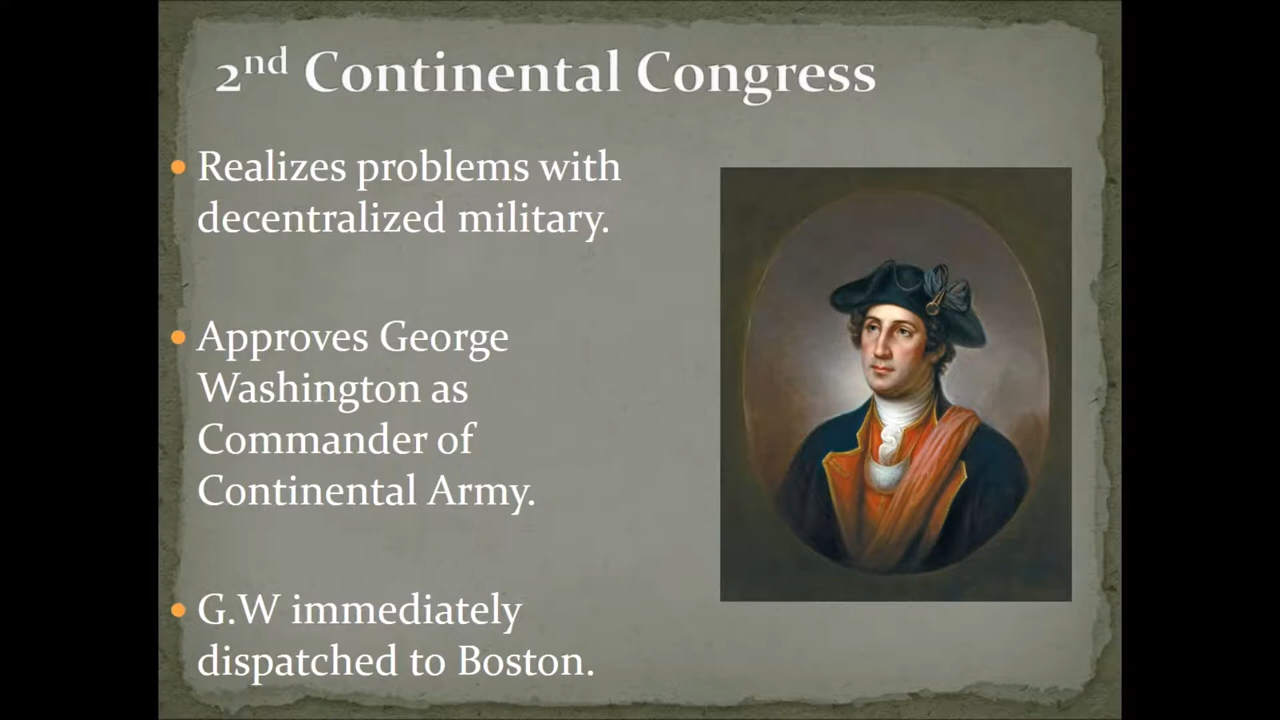 2nd Continental Congress
• Realizes problems with
decentralized military.
• Approves George
Washington as
Commander of
Continental Army.
• G.W immediately
dispatched to Boston.